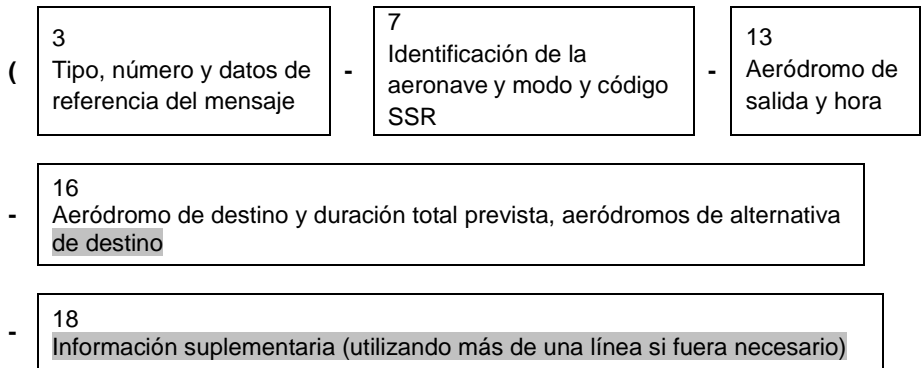 (
3
Tipo, número y datos de
referencia del mensaje
-
7
Identificación de la
aeronave y modo y código
SSR
-
13
Aeródromo de
salida y hora
-
16
Aeródromo de destino y duración total prevista, aeródromos de alternativa
de destino
-
18
Información suplementaria (utilizando más de una línea si fuera necesario)